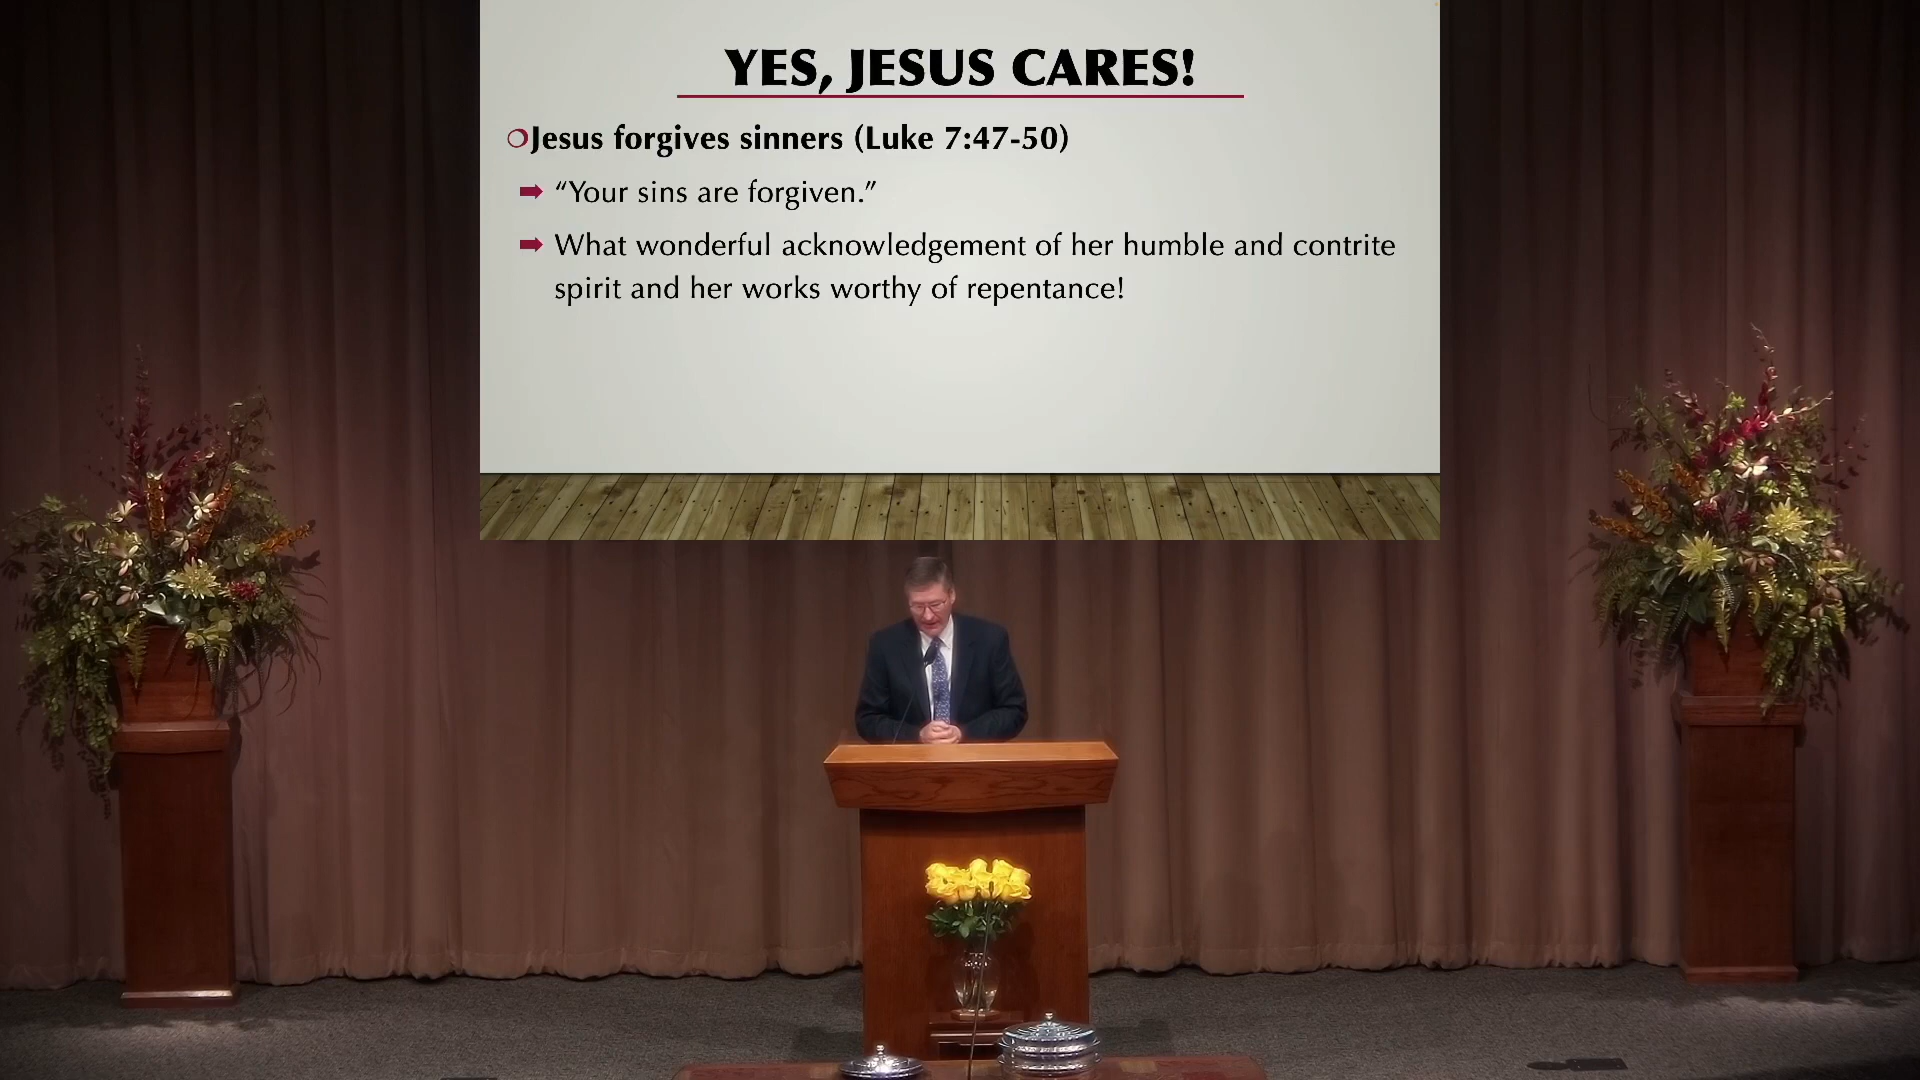 YES, JESUS CARES!
Jesus forgives sinners (Luke 7:47-50)
“Your sins are forgiven.”
What wonderful acknowledgement of her humble and contrite
spirit and her works worthy of repentance!